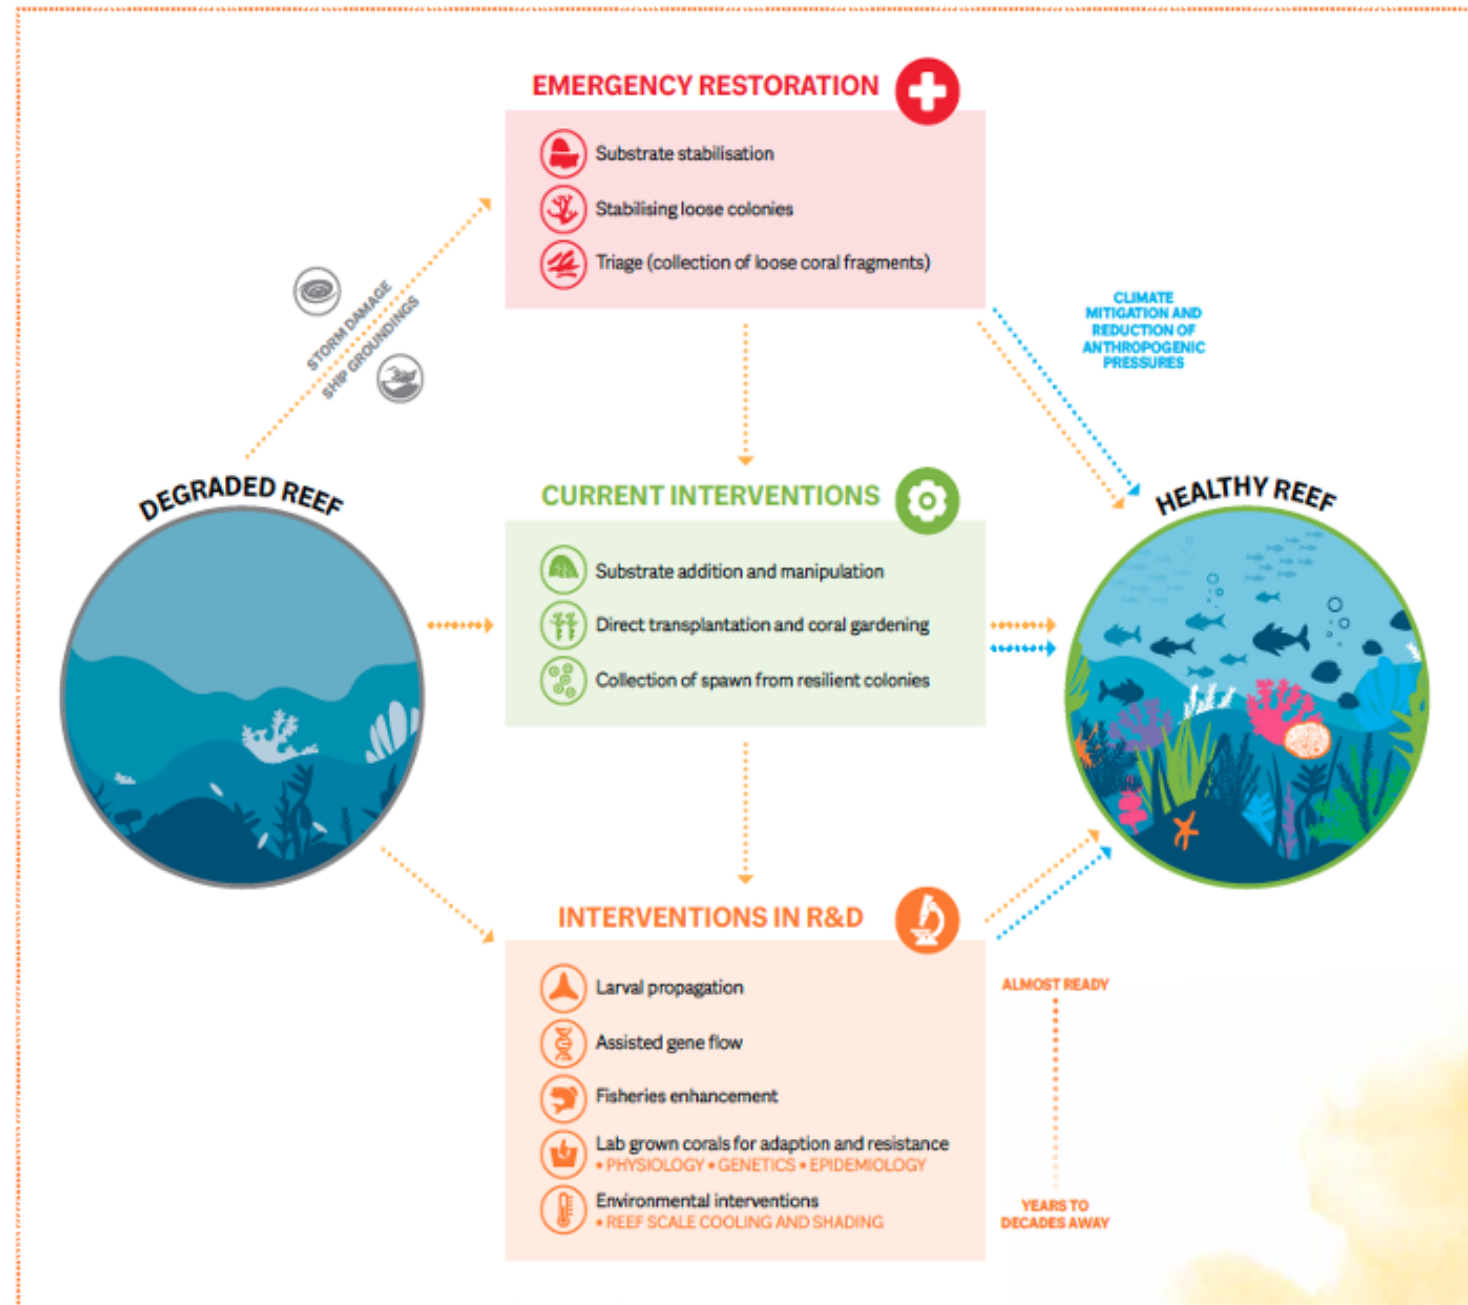 EMERGENCY RESTORATION
Substrate stabilisation
Stabilising loose colonies
Triage (collection of loose coral fragments)
STORM DAMAGE
SHIP GROUNDINGS
CLIMATE
MITIGATION AND
REDUCTION OF
ANTHROPOGENIC
PRESSURES
DEGRADED REEF
CURRENT INTERVENTIONS
Substrate addition and manipulation
Direct transplantation and coral gardening
Collection of spawn from resilient colonies
HEALTHY REEF
INTERVENTIONS IN R&D
Larval propagation
Assisted gene flow
Fisheries enhancement
Lab grown corals for adaption and resistance
• PHYSIOLOGY • GENETICS • EPIDEMIOLOGY
Environmental interventions
• REEF SCALE COOLING AND SHADING
ALMOST READY
YEARS TO
DECADES AWAY